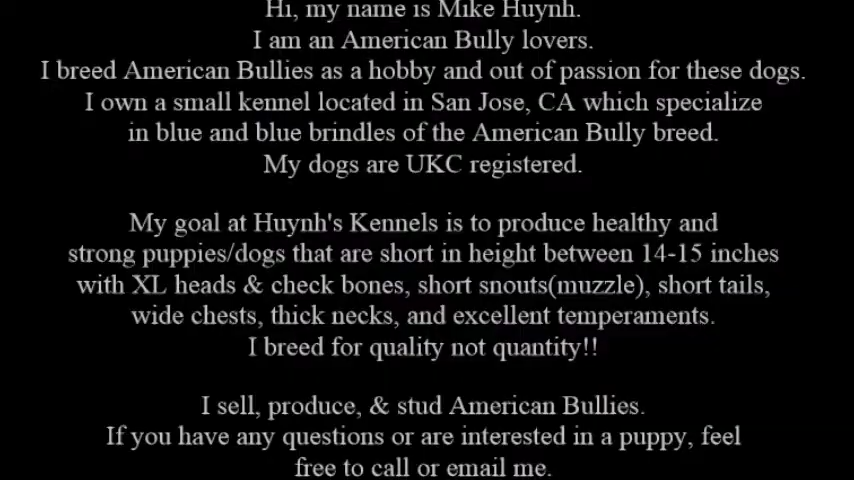 Hi, my name is Mike Huynh.
I am an American Bully lovers.
I breed American Bullies as a hobby and out of passion for these dogs.
I own a small kennel located in San Jose, CA which specialize
in blue and blue brindles of the American Bully breed.
My dogs are UKC registered.
My goal at Huynh's Kennels is to produce healthy and
strong puppies/dogs that are short in height between 14-15 inches
with XL heads & check bones, short snouts(muzzle), short tails,
wide chests, thick necks, and excellent temperaments.
I breed for quality not quantity!!
I sell, produce, & stud American Bullies.
If you have any questions or are interested in a puppy, feel
free to call or email me.